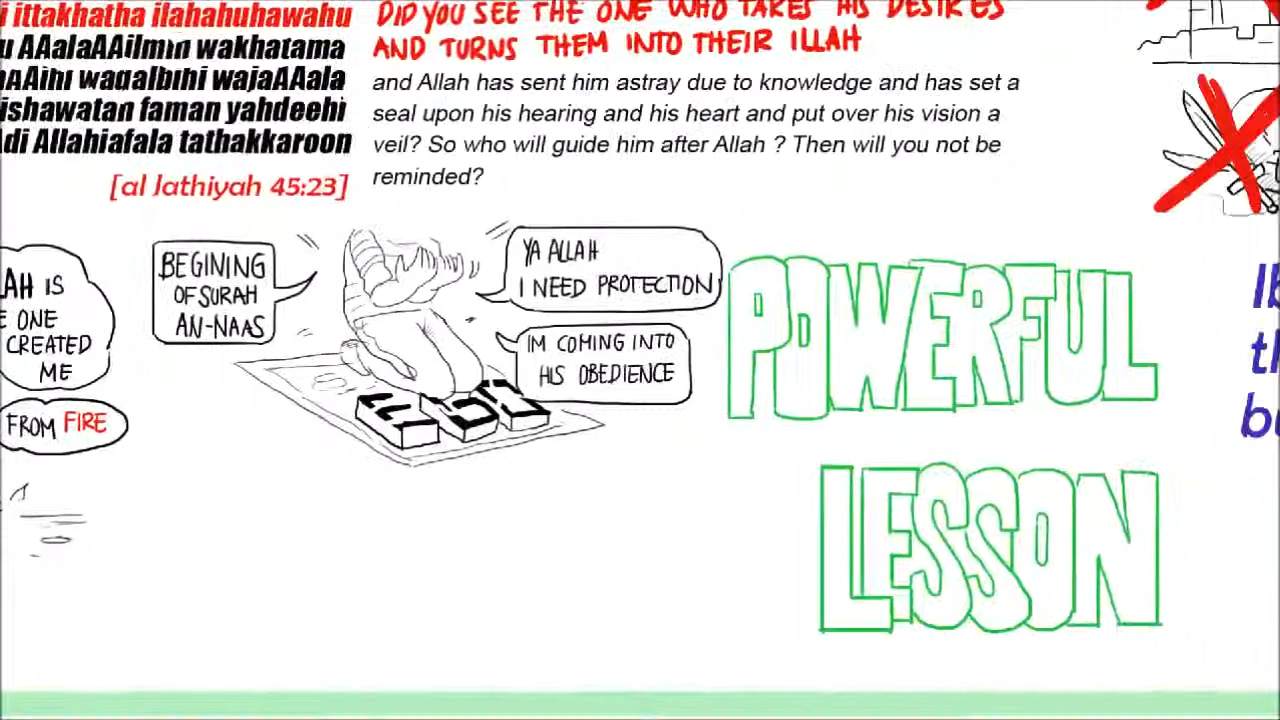 i ittakhatha ilahahuhawahu
u AAalaAAilmin wakhatama
AAihi waqalbihi wajaAAala
ishawatan faman yahdeehi
di Allahiafala tathakkaroon
[al Jathiyah 45:23]
DID YOU SEE THE ONE WHO TAKES HIS DESIRES
AND TURNS THEM INTO THEIR ILLAH
and Allah has sent him astray due to knowledge and has set a
seal upon his hearing and his heart and put over his vision a
veil? So who will guide him after Allah ? Then will you not be
reminded?
AH IS
E ONE
CREATED
ME
FROM FIRE
BEGINING
OF SURAH
AN-NAAS
YA ALLAH
I NEED PROTECTION
IM COMING INTO
HIS OBEDIENCE
POWERFUL
LESSON
Ib
th
bu